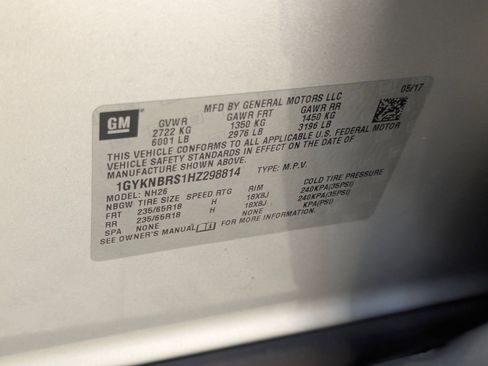 GM
MFD BY GENERAL MOTORS LLC 05/17
GVWR GAWR FRT GAWR RR
2722 KG 1350 KG 1450 KG
6001 LB 2976 LB 3196 LB
THIS VEHICLE CONFORMS TO ALL APPLICABLE U.S. FEDERAL MOTOR
VEHICLE SAFETY STANDARDS IN EFFECT ON THE DATE OF
MANUFACTURE SHOWN ABOVE.
1GYKNBRS1HZ298814 TYPE: M.P.V.
MODEL: NH26
NBGW TIRE SIZE SPEED RTG RIM COLD TIRE PRESSURE
FRT 235/65R18 H 18X8J 240KPA(35PSI)
RR 235/65R18 H 18X8J 240KPA(35PSI)
SPA NONE NONE KPA(PSI)
SEE OWNER'S MANUAL FOR MORE INFORMATION.